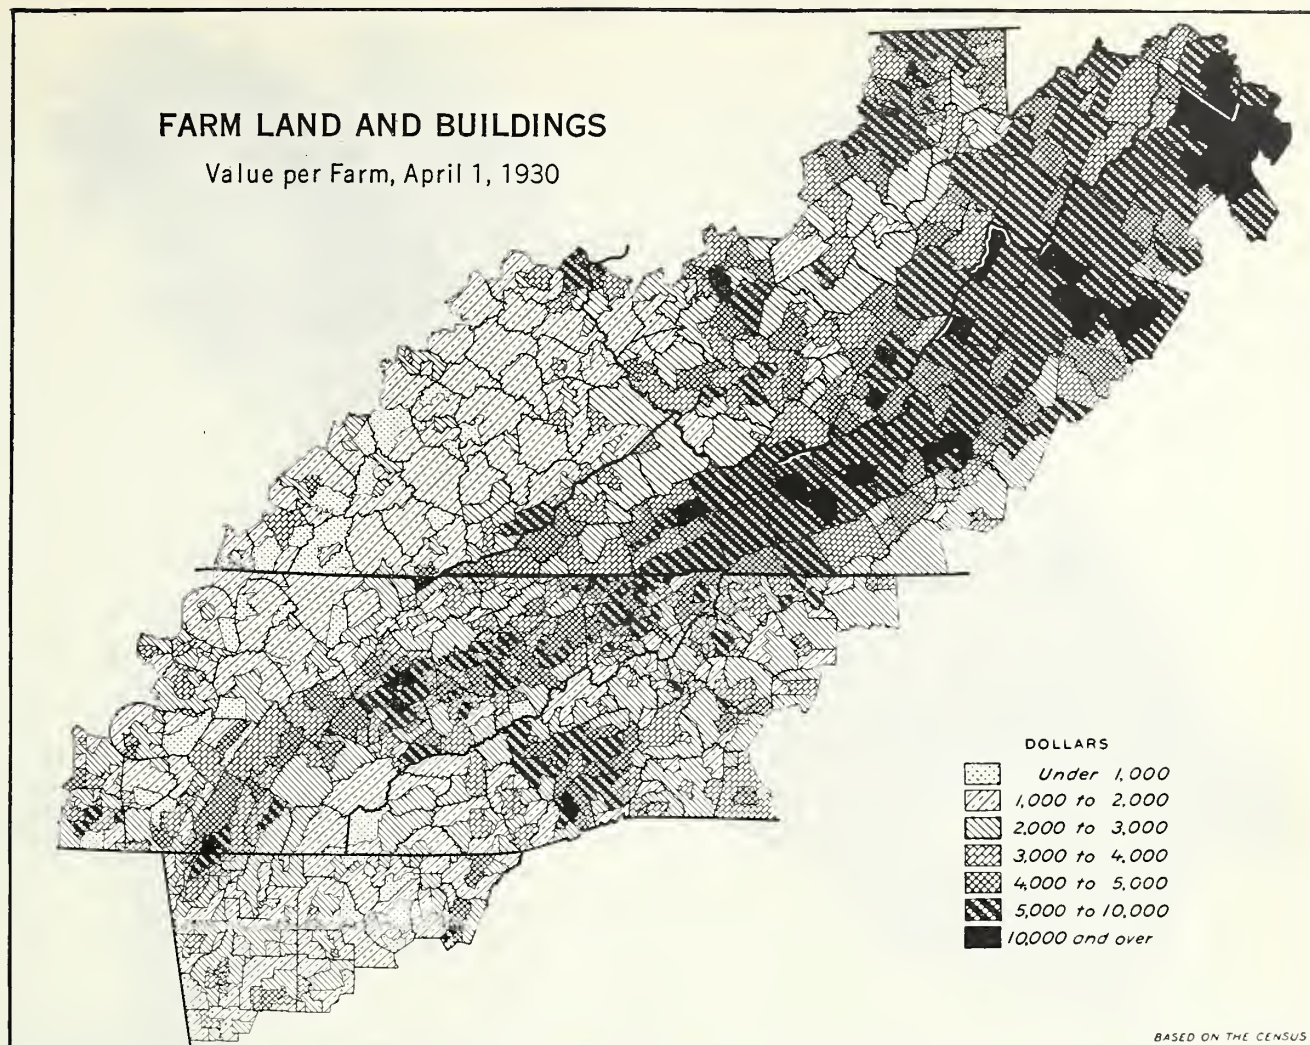 FARM LAND AND BUILDINGS
Value per Farm, April 1, 1930
DOLLARS
Under 1,000
1,000 to 2,000
2,000 to 3,000
3,000 to 4,000
4,000 to 5,000
5,000 to 10,000
10,000 and over
BASED ON THE CENSUS